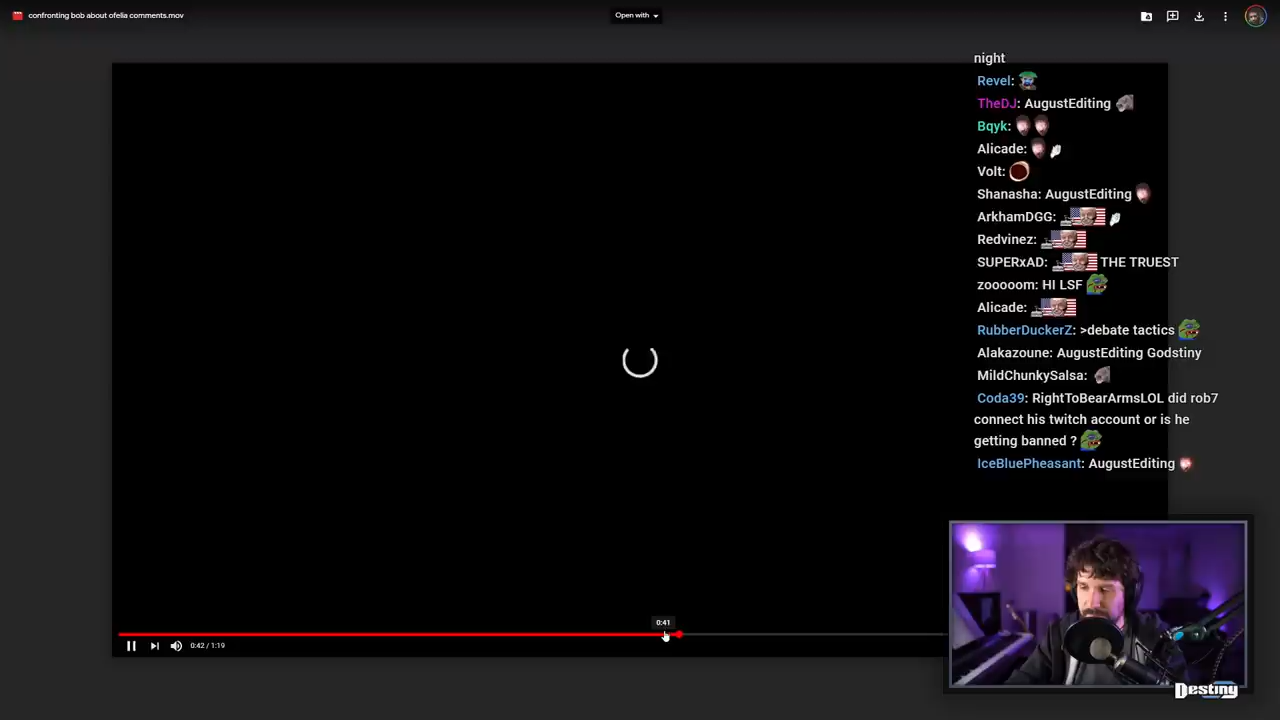 confronting bob about ofelia comments.mov
Open with
night
Revel:
TheDJ: AugustEditing
Bqyk:
Alicade:
Volt:
Shanasha: AugustEditing
ArkhamDGG:
Redvinez:
SUPERxAD: THE TRUEST
zooooom: HI LSF
Alicade:
RubberDuckerZ: >debate tactics
Alakazoune: AugustEditing Godstiny
MildChunkySalsa:
Coda39: RightToBearArmsLOL did rob7
connect his twitch account or is he
getting banned ?
IceBluePheasant: AugustEditing
0:41
0:42 / 1:19
Destiny